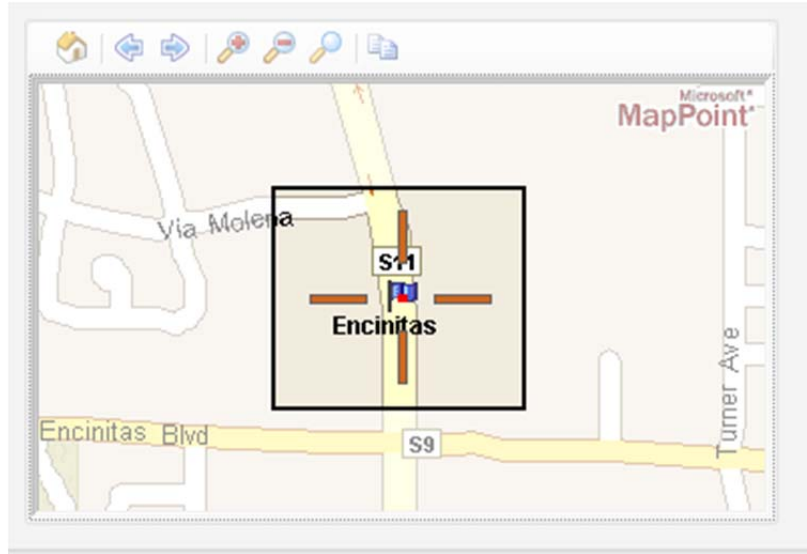 Microsoft®
MapPoint®
Via Molena
S11
Encinitas
Turner Ave
Encinitas Blvd
S9